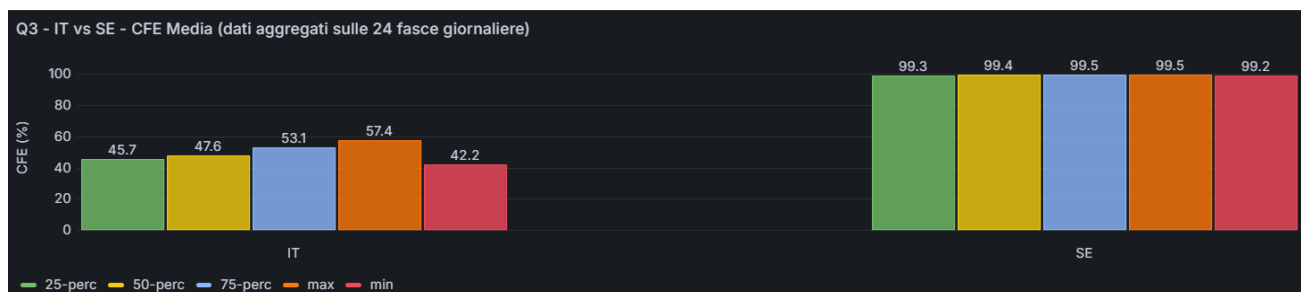 Q3 - IT vs SE - CFE Media (dati aggregati sulle 24 fasce giornaliere)
CFE (%)
100
80
60
40
20
0
45.7 47.6 53.1 57.4 42.2
99.3 99.4 99.5 99.5 99.2
IT SE
25-perc 50-perc 75-perc max min